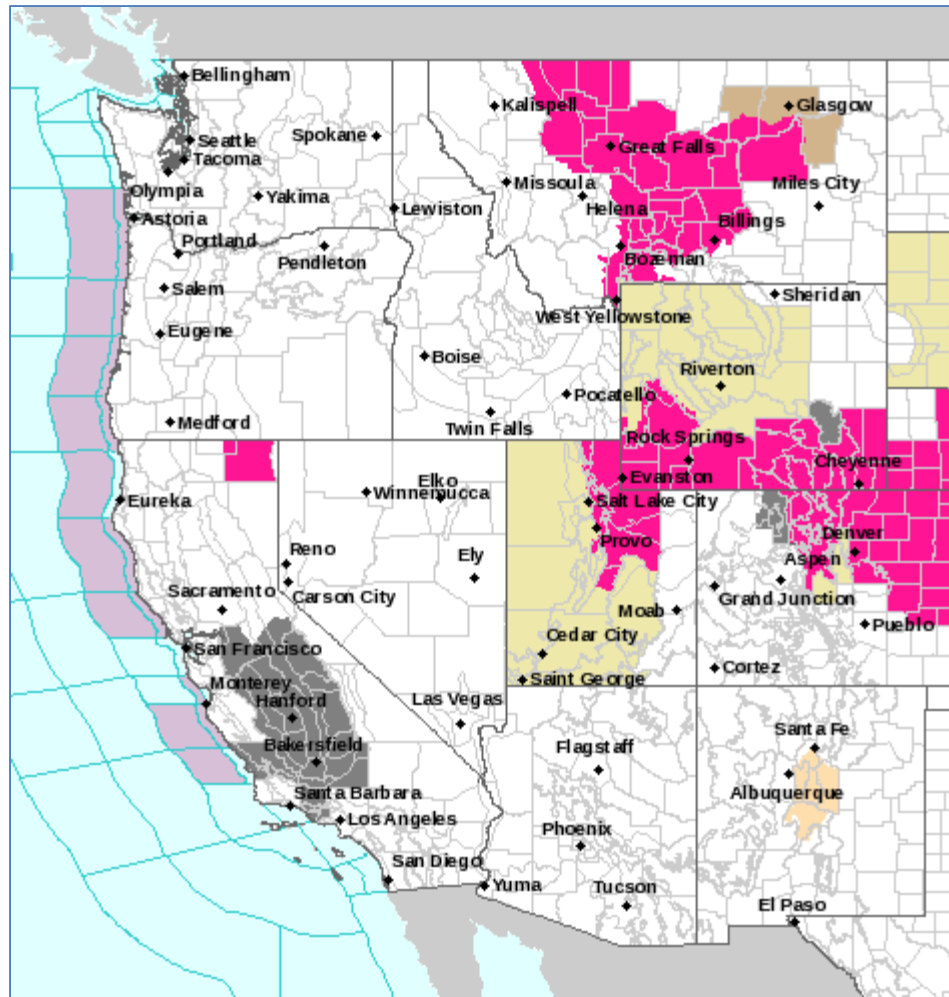 Bellingham
Kalispell
Glasgow
Spokane
Seattle
Great Falls
Tacoma
Missoula
Miles City
Olympia
Yakima
Helena
Lewiston
Astoria
Billings
Portland
Bozeman
Pendleton
Salem
Sheridan
West Yellowstone
Eugene
Boise
Riverton
Pocatello
Medford
Twin Falls
Rock Springs
Cheyenne
Elko
Evanston
Winnemucca
Eureka
Salt Lake City
Provo
Denver
Reno
Ely
Aspen
Sacramento
Carson City
Grand Junction
Moab
Pueblo
Cedar City
San Francisco
Cortez
Saint George
Monterey
Hanford
Las Vegas
Santa Fe
Bakersfield
Flagstaff
Albuquerque
Santa Barbara
Los Angeles
Phoenix
San Diego
Yuma
Tucson
El Paso